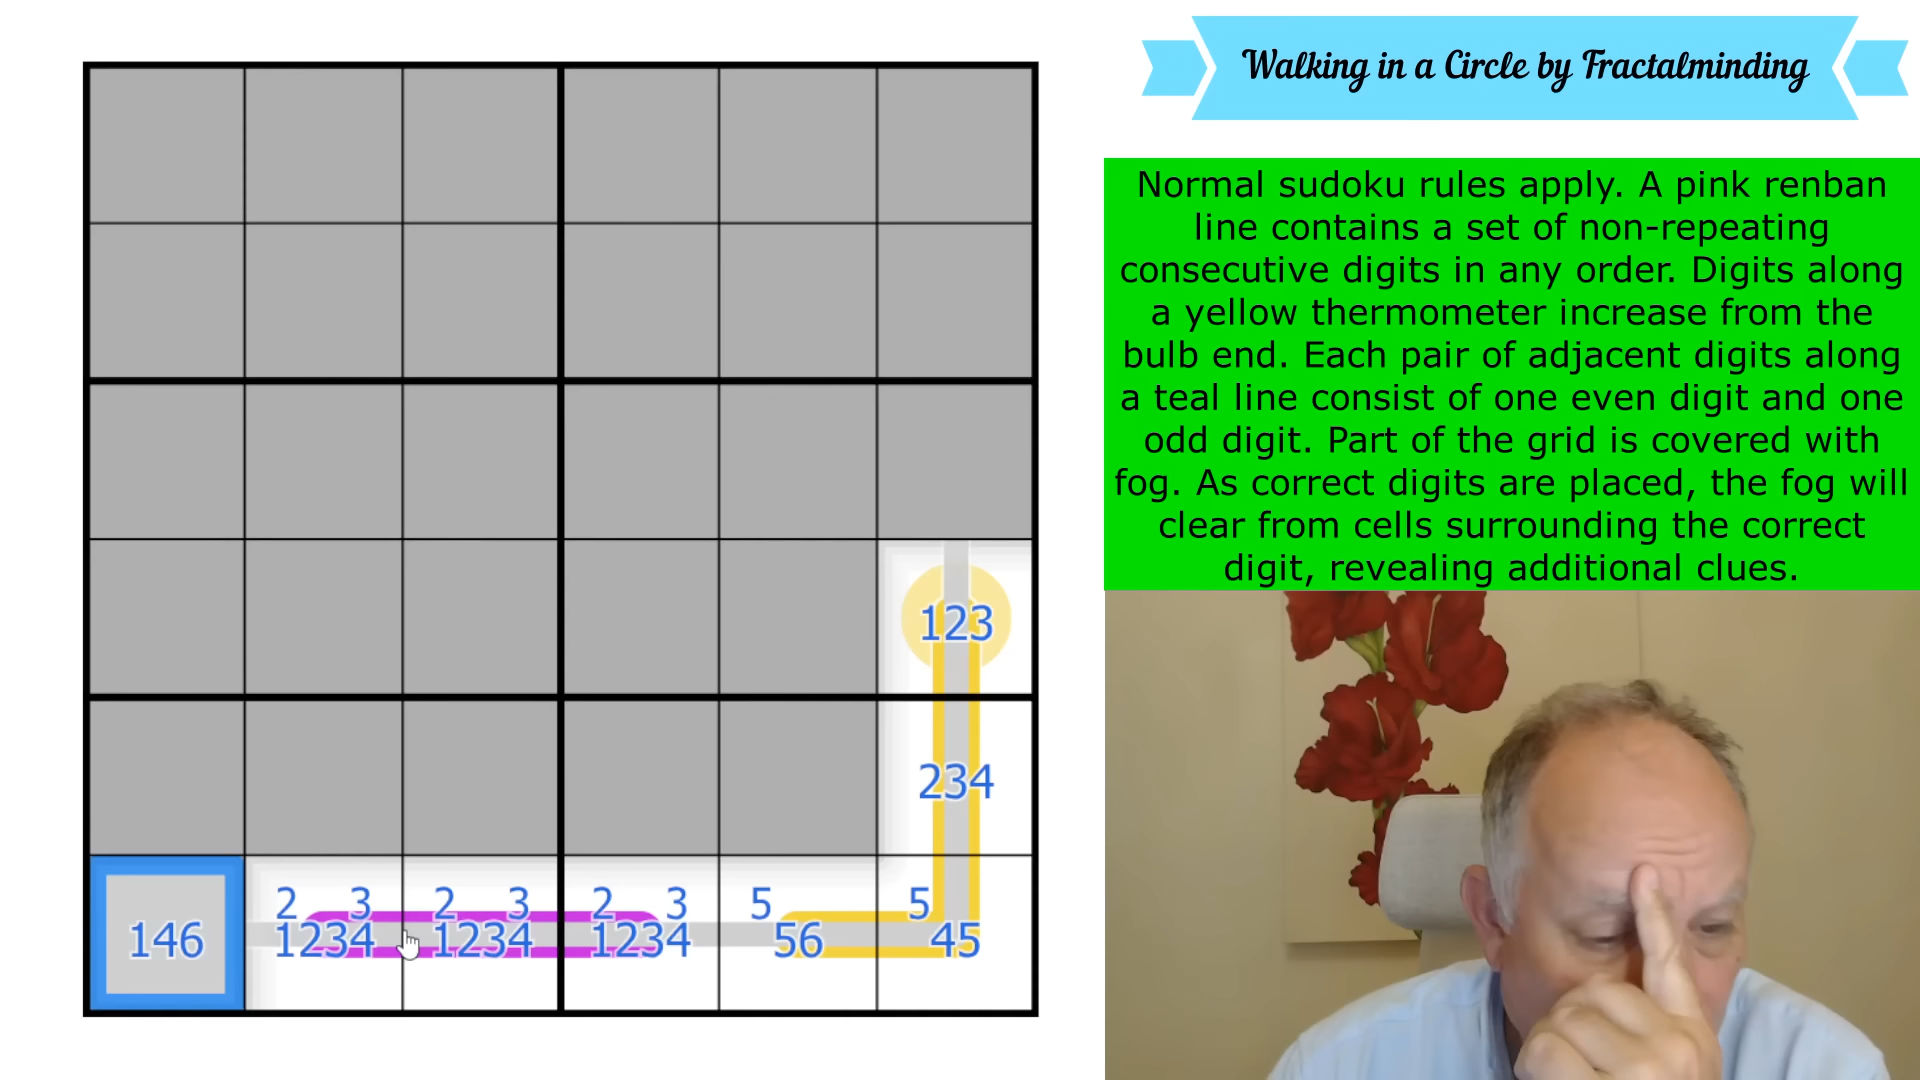 Walking in a Circle by Fractalminding
Normal sudoku rules apply. A pink renban
line contains a set of non-repeating
consecutive digits in any order. Digits along
a yellow thermometer increase from the
bulb end. Each pair of adjacent digits along
a teal line consist of one even digit and one
odd digit. Part of the grid is covered with
fog. As correct digits are placed, the fog will
clear from cells surrounding the correct
digit, revealing additional clues.
123
234
2 3 2 3 2 3 5 5
146 1234 1234 1234 56 45